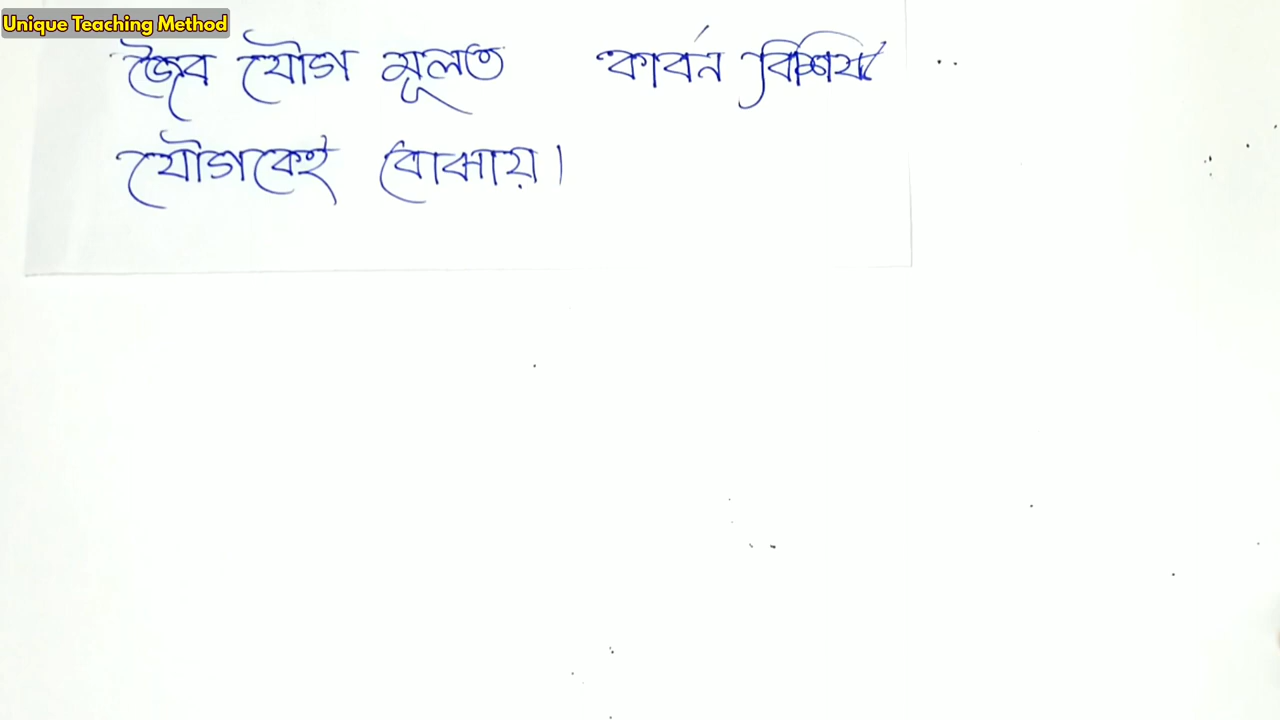 Unique Teaching Method
জৈব যৌগ মূলত কার্বন বিশিষ্ট
যৌগকেই বোঝায়।